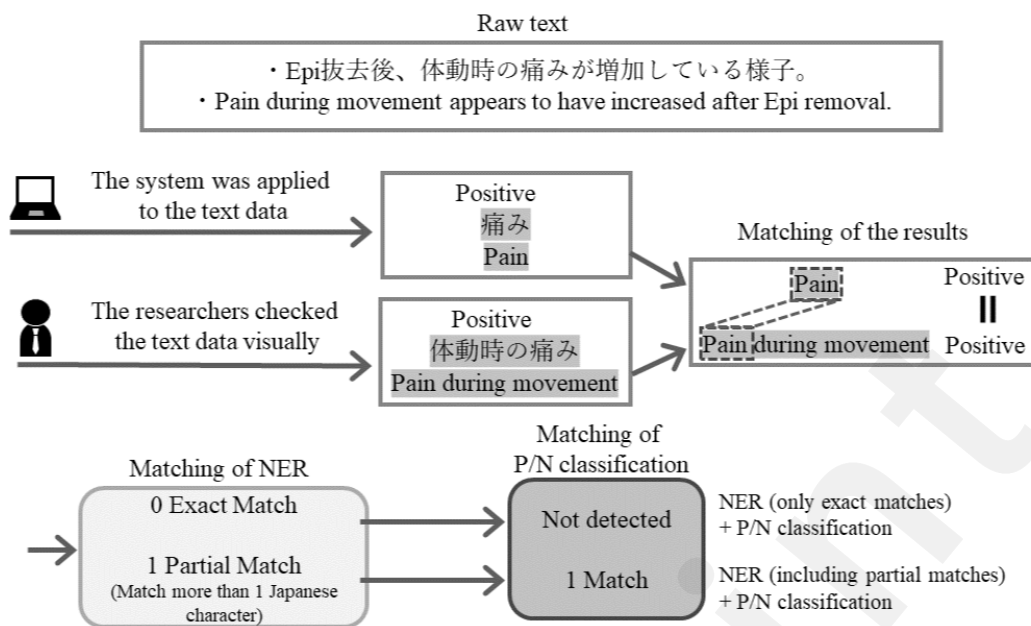 Raw text
・Epi抜去後、体動時の痛みが増加している様子。
・Pain during movement appears to have increased after Epi removal.
The system was applied
to the text data
Positive
痛み
Pain
The researchers checked
the text data visually
Positive
体動時の痛み
Pain during movement
Matching of the results
Pain
Positive
Pain during movement
Positive
Matching of NER
0 Exact Match
1 Partial Match
(Match more than 1 Japanese
character)
Matching of
P/N classification
Not detected
1 Match
NER (only exact matches)
+ P/N classification
NER (including partial matches)
+ P/N classification